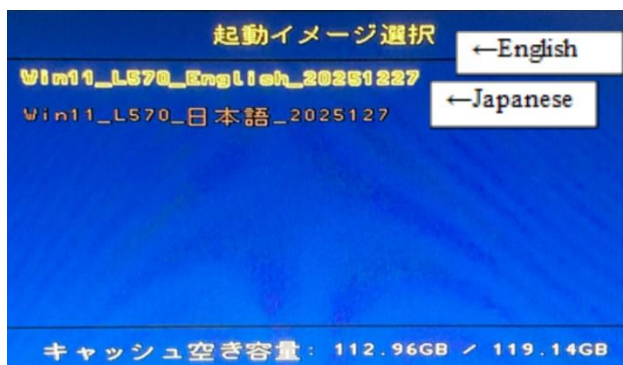 起動イメージ選択
←English
Win11_L570_English_20251227
←Japanese
Win11_L570_日本語_2025127
キャッシュ空き容量: 112.96GB / 119.14GB